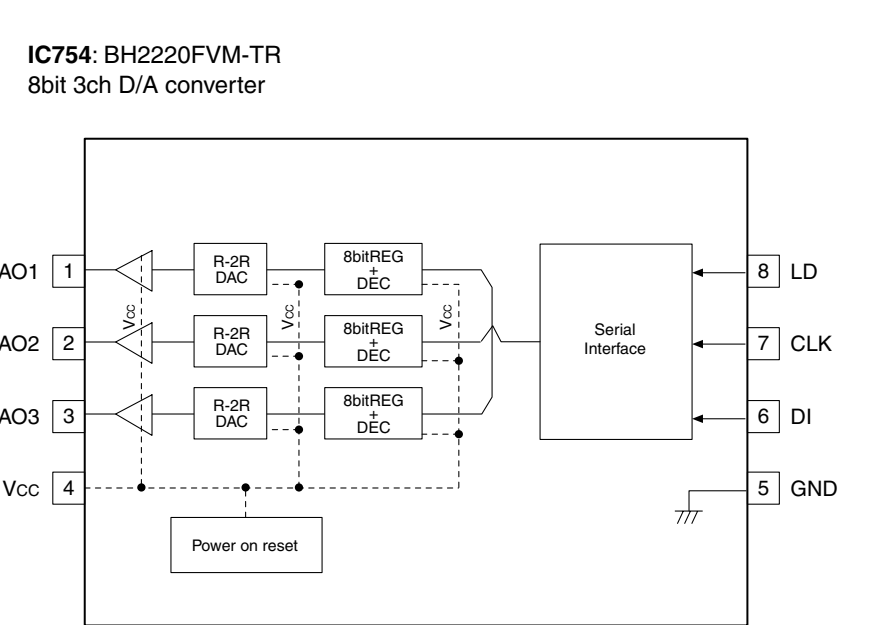 IC754: BH2220FVM-TR
8bit 3ch D/A converter
AO1 1
R-2R
DAC
8bitREG
+
DEC
8 LD
VCC
VCC
VCC
AO2 2
R-2R
DAC
8bitREG
+
DEC
Serial
Interface
7 CLK
AO3 3
R-2R
DAC
8bitREG
+
DEC
6 DI
VCC 4
5 GND
Power on reset